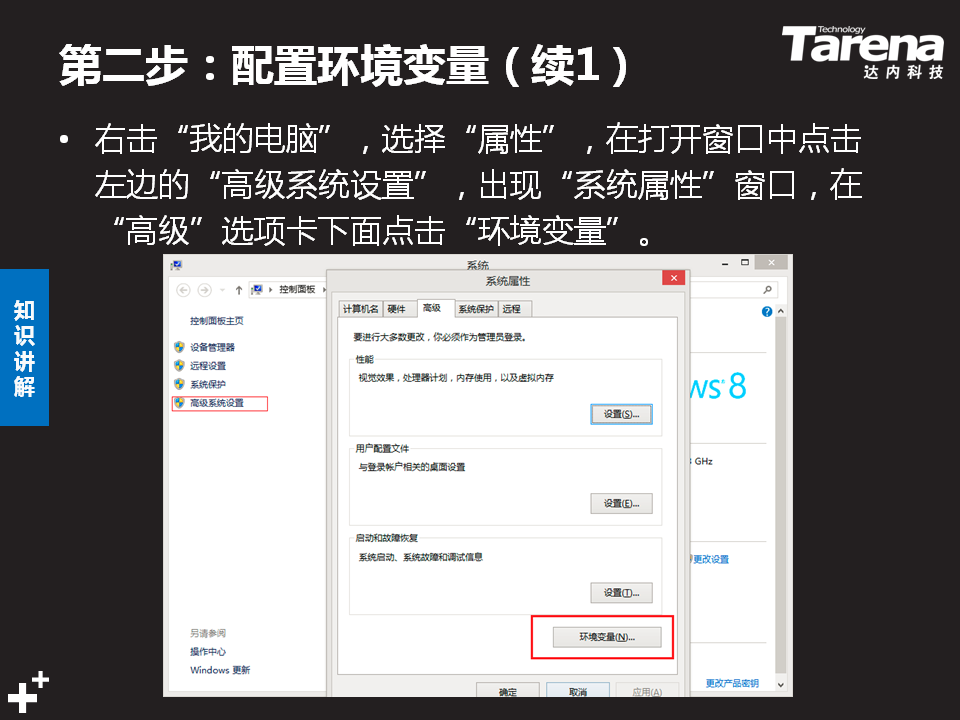 第二步：配置环境变量（续1）
Technology
Tarena
达内科技
• 右击“我的电脑”，选择“属性”，在打开窗口中点击
左边的“高级系统设置”，出现“系统属性”窗口，在
“高级”选项卡下面点击“环境变量”。
知识讲解
系统
控制面板
控制面板主页
设备管理器
远程设置
系统保护
高级系统设置
另请参阅
操作中心
Windows 更新
系统属性
计算机名 硬件 高级 系统保护 远程
要进行大多数更改，你必须作为管理员登录。
性能
视觉效果，处理器计划，内存使用，以及虚拟内存
设置(S)...
用户配置文件
与登录帐户相关的桌面设置
设置(E)...
启动和故障恢复
系统启动、系统故障和调试信息
设置(T)...
环境变量(N)...
确定 取消 应用(A)
ws 8
GHz
更改设置
更改产品密钥